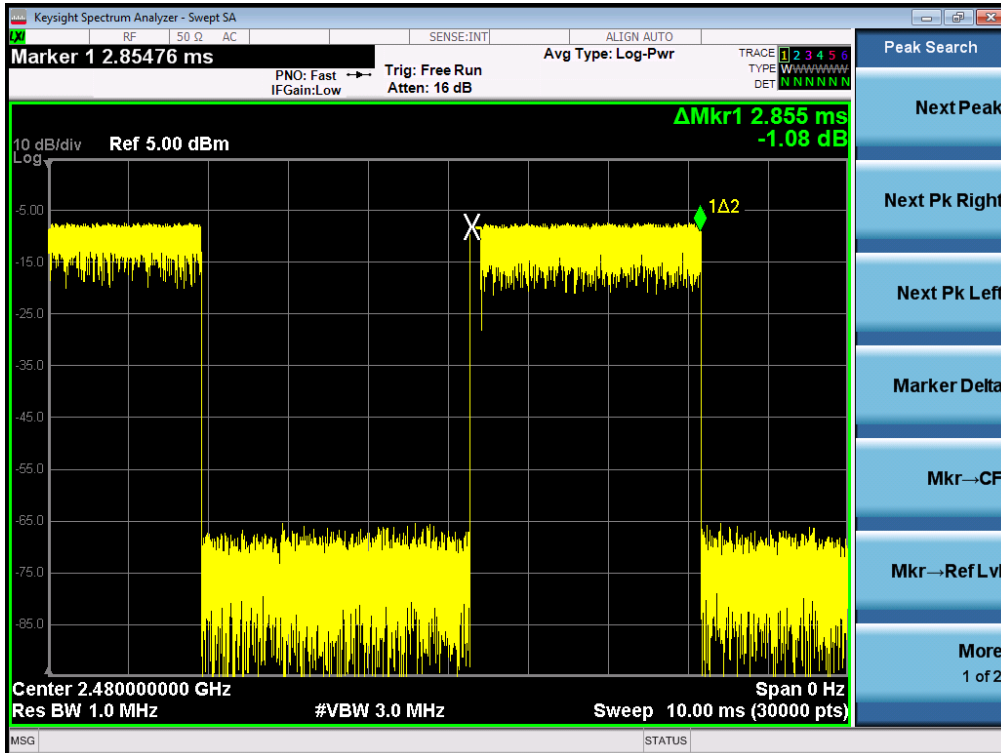 Keysight Spectrum Analyzer - Swept SA
LXI
RF 50 Ω AC SENSE:INT ALIGN AUTO
Marker 1 2.85476 ms
PNO: Fast
IFGain:Low
Trig: Free Run
Atten: 16 dB
Avg Type: Log-Pwr
TRACE 1 2 3 4 5 6
TYPE WWWWWW
DET N N N N N N
ΔMkr1 2.855 ms
-1.08 dB
10 dB/div Ref 5.00 dBm
Log
-5.00
-15.0
-25.0
-35.0
-45.0
-55.0
-65.0
-75.0
-85.0
X
1Δ2
Center 2.480000000 GHz
Span 0 Hz
Res BW 1.0 MHz
#VBW 3.0 MHz
Sweep 10.00 ms (30000 pts)
MSG
STATUS
Peak Search
Next Peak
Next Pk Right
Next Pk Left
Marker Delta
Mkr→CF
Mkr→Ref Lvl
More
1 of 2